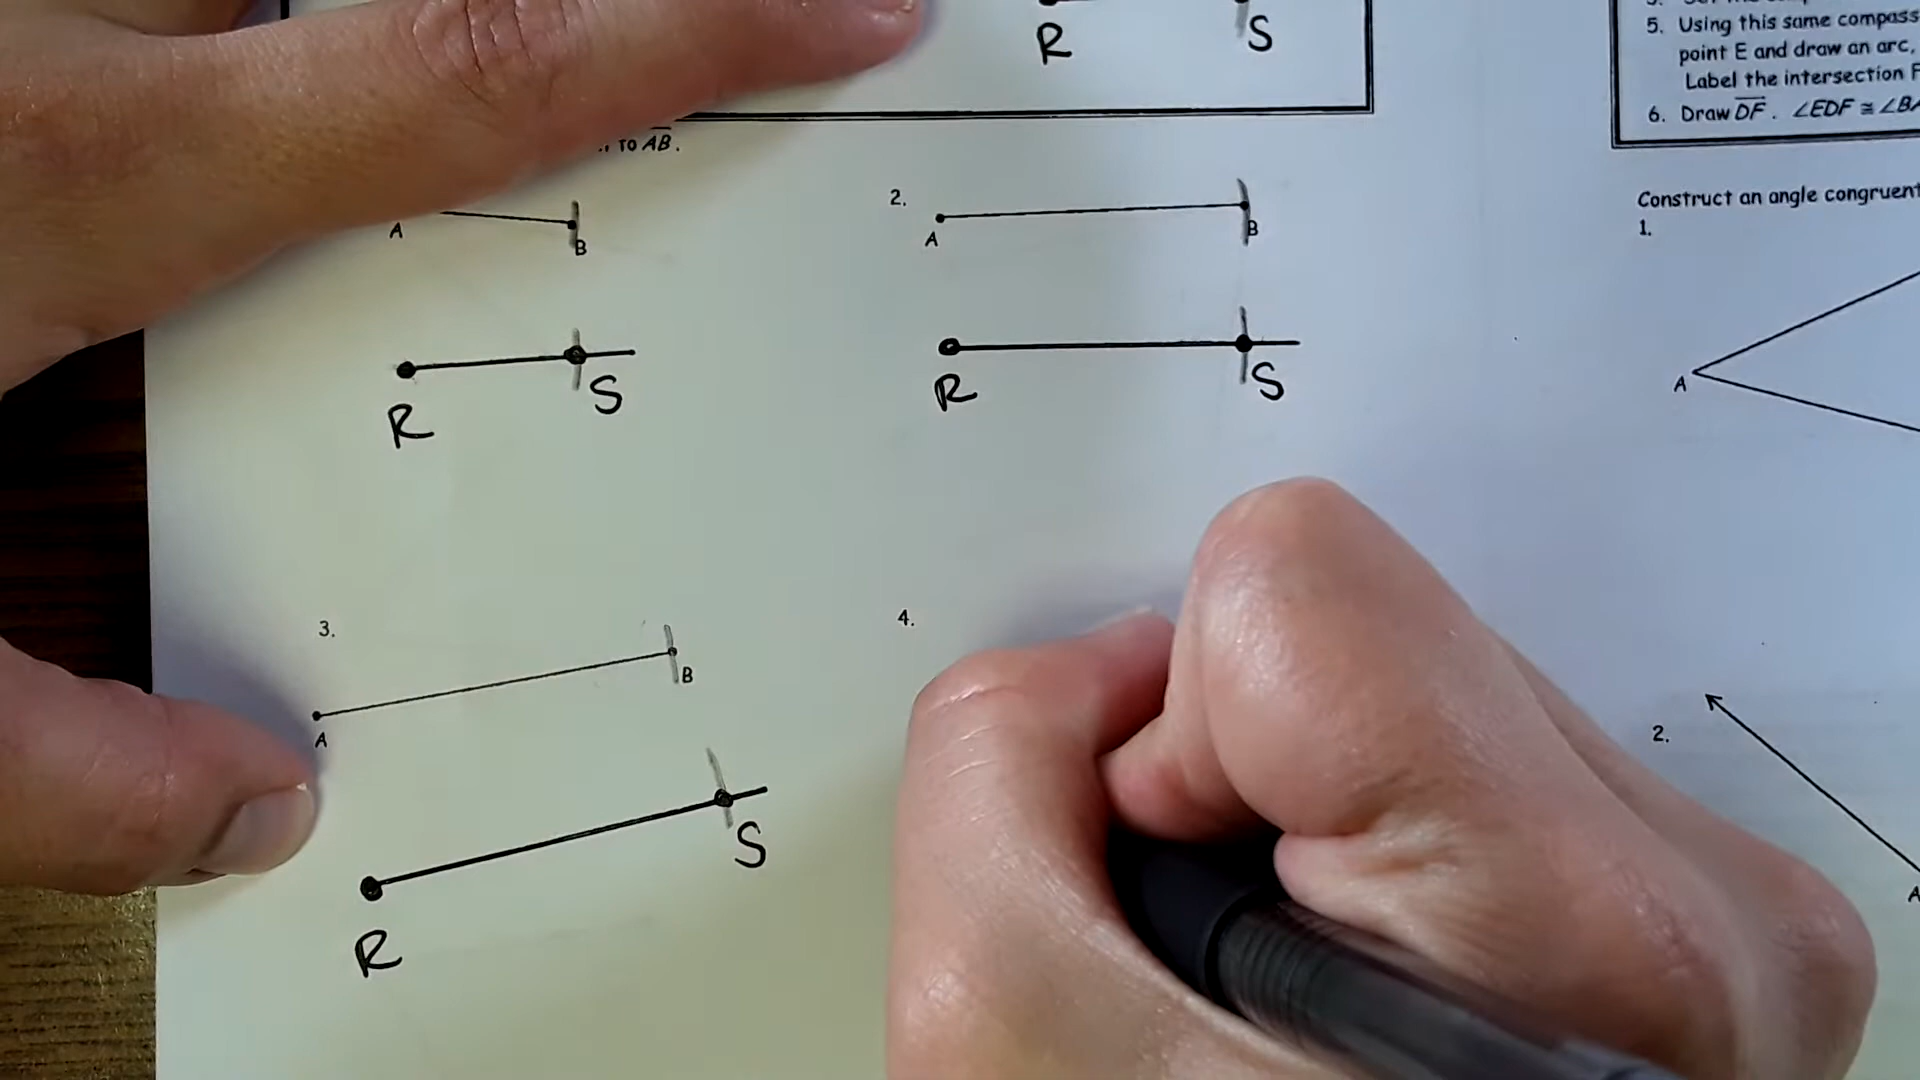 R S
TO AB.
A B
R S
2.
A B
R S
3.
A B
R S
4.
5. Using this same compass
point E and draw an arc,
Label the intersection F
6. Draw DF. ∠EDF ≅ ∠BA
Construct an angle congruent
1.
A
2.
A